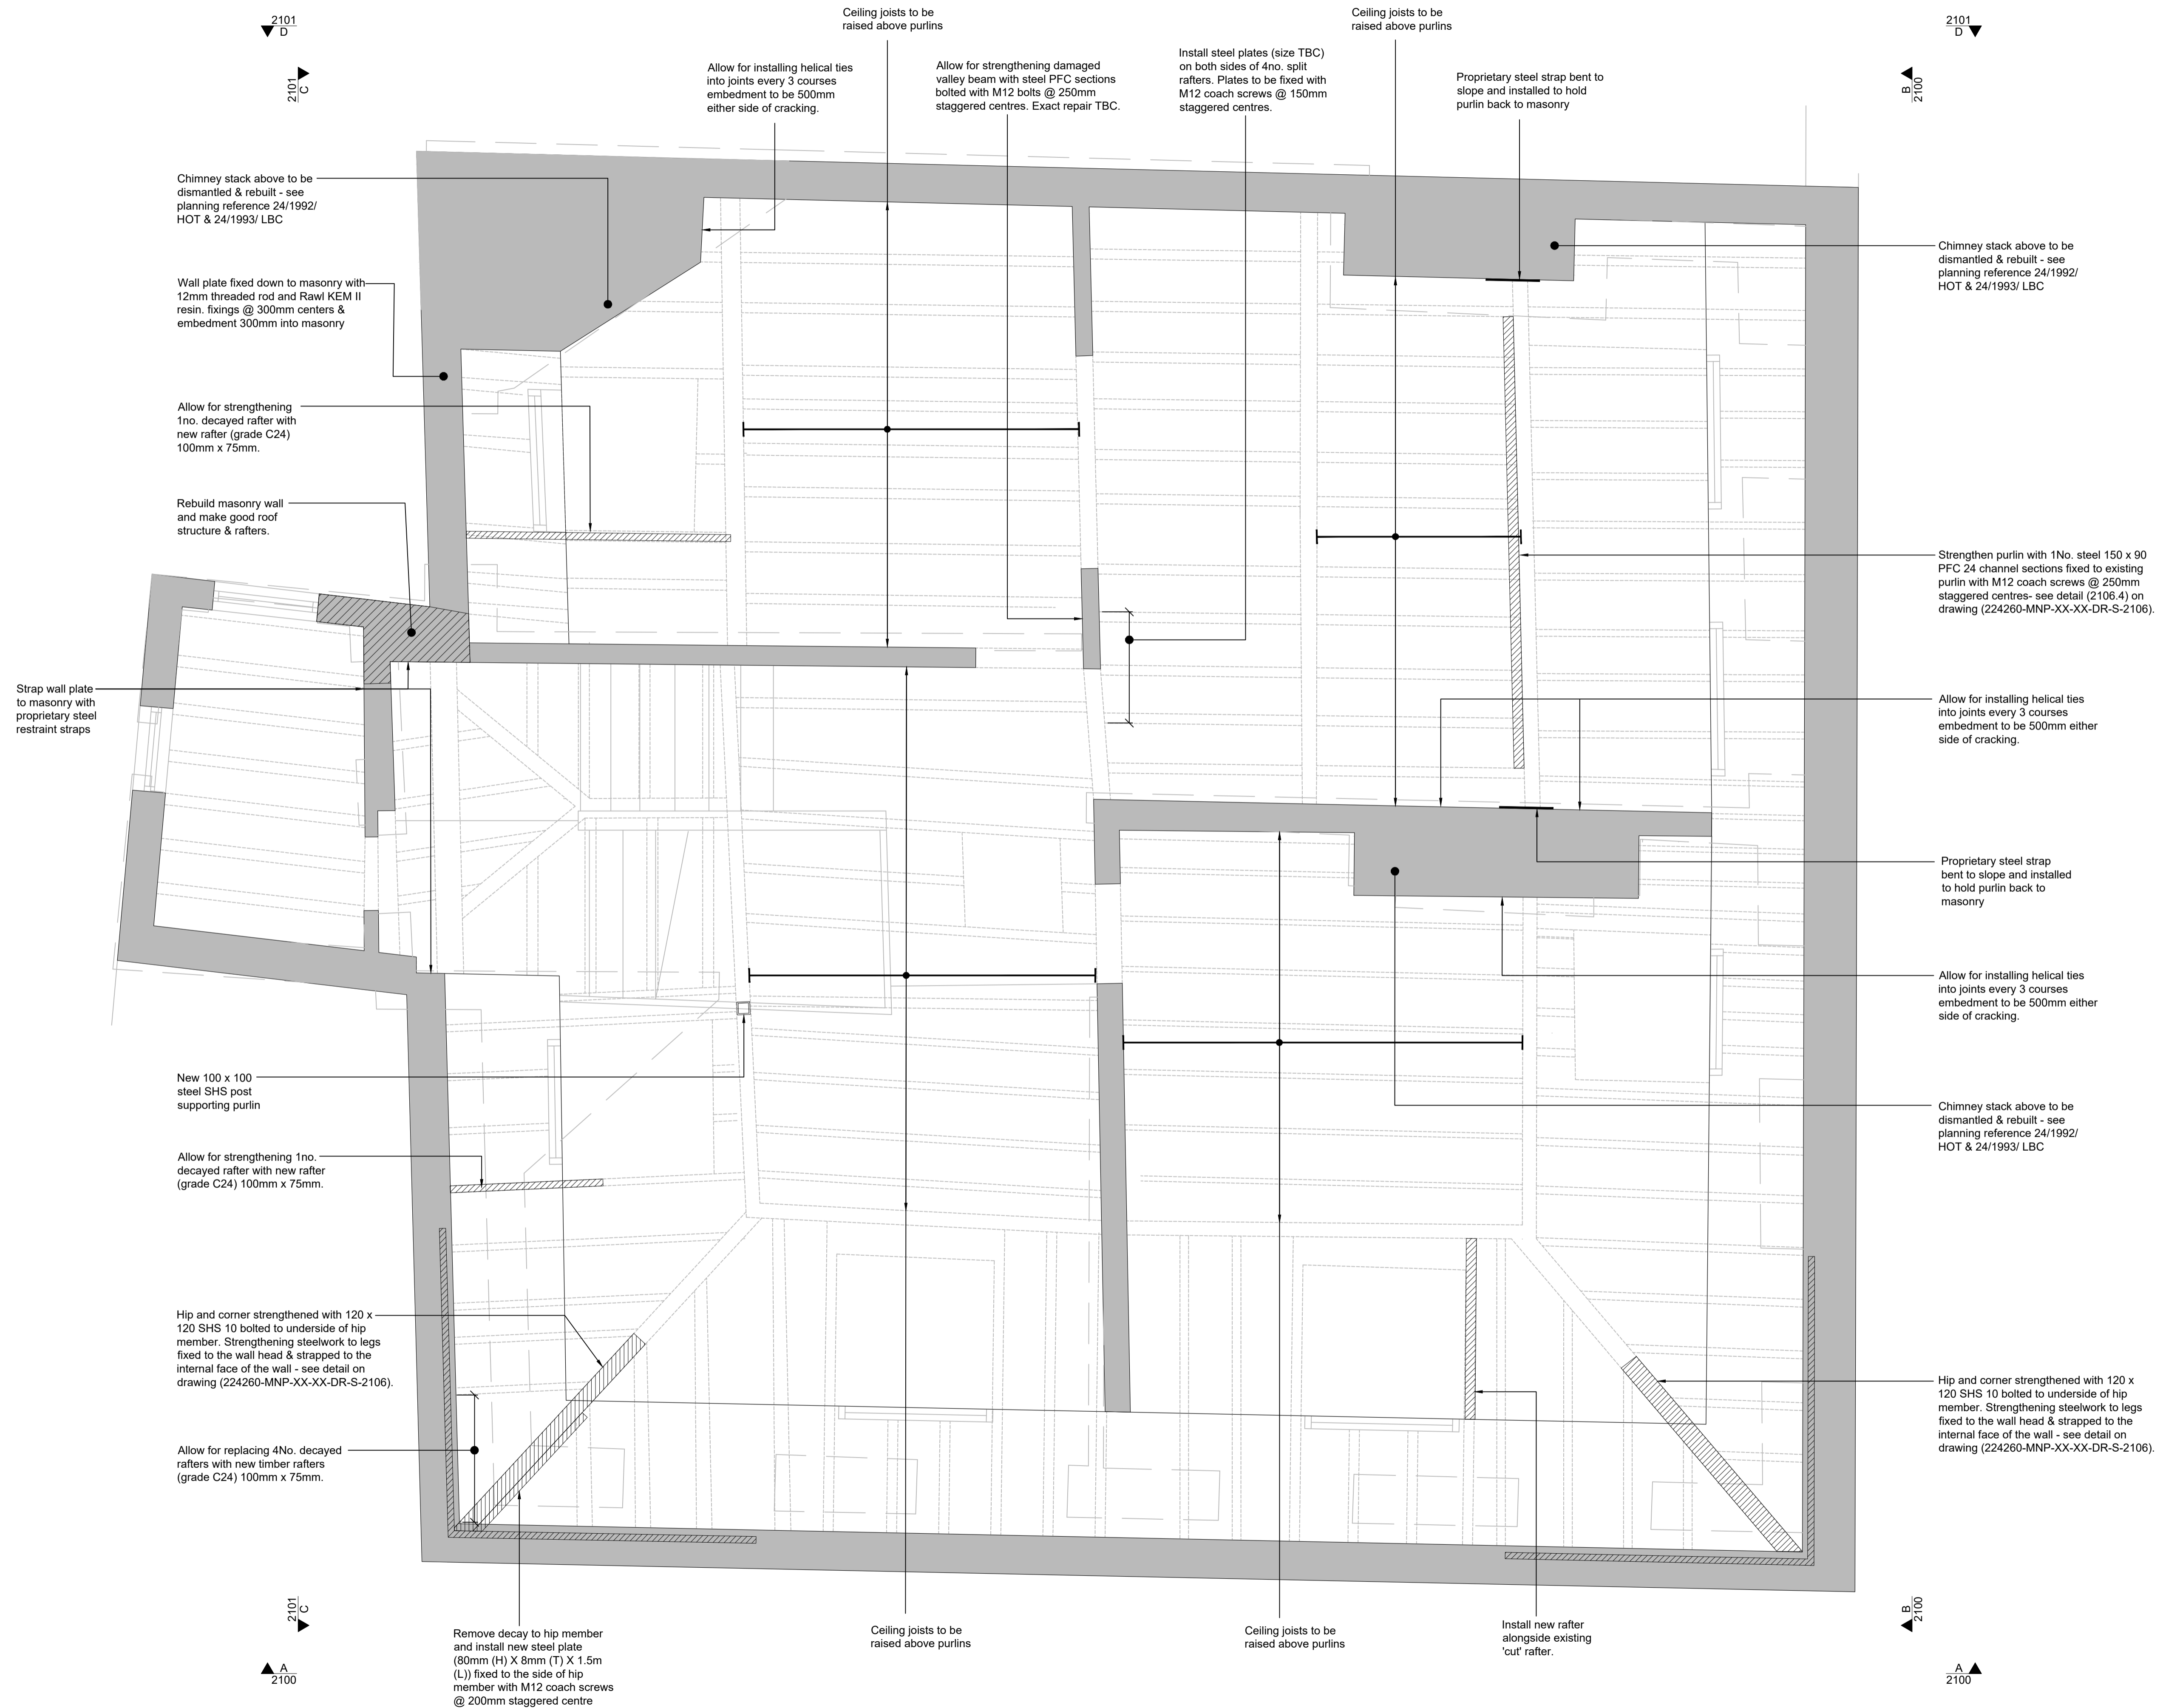 2101
D
2101
C
Ceiling joists to be
raised above purlins
Allow for installing helical ties
into joints every 3 courses
embedment to be 500mm
either side of cracking.
Allow for strengthening damaged
valley beam with steel PFC sections
bolted with M12 bolts @ 250mm
staggered centres. Exact repair TBC.
Install steel plates (size TBC)
on both sides of 4no. split
rafters. Plates to be fixed with
M12 coach screws @ 150mm
staggered centres.
Ceiling joists to be
raised above purlins
Proprietary steel strap bent to
slope and installed to hold
purlin back to masonry
2101
D
B
2100
Chimney stack above to be
dismantled & rebuilt - see
planning reference 24/1992/
HOT & 24/1993/ LBC
Wall plate fixed down to masonry with
12mm threaded rod and Rawl KEM II
resin. fixings @ 300mm centers &
embedment 300mm into masonry
Allow for strengthening
1no. decayed rafter with
new rafter (grade C24)
100mm x 75mm.
Rebuild masonry wall
and make good roof
structure & rafters.
Strap wall plate
to masonry with
proprietary steel
restraint straps
New 100 x 100
steel SHS post
supporting purlin
Allow for strengthening 1no.
decayed rafter with new rafter
(grade C24) 100mm x 75mm.
Hip and corner strengthened with 120 x
120 SHS 10 bolted to underside of hip
member. Strengthening steelwork to legs
fixed to the wall head & strapped to the
internal face of the wall - see detail on
drawing (224260-MNP-XX-XX-DR-S-2106).
Allow for replacing 4No. decayed
rafters with new timber rafters
(grade C24) 100mm x 75mm.
Chimney stack above to be
dismantled & rebuilt - see
planning reference 24/1992/
HOT & 24/1993/ LBC
Strengthen purlin with 1No. steel 150 x 90
PFC 24 channel sections fixed to existing
purlin with M12 coach screws @ 250mm
staggered centres- see detail (2106.4) on
drawing (224260-MNP-XX-XX-DR-S-2106).
Allow for installing helical ties
into joints every 3 courses
embedment to be 500mm either
side of cracking.
Proprietary steel strap
bent to slope and installed
to hold purlin back to
masonry
Allow for installing helical ties
into joints every 3 courses
embedment to be 500mm either
side of cracking.
Chimney stack above to be
dismantled & rebuilt - see
planning reference 24/1992/
HOT & 24/1993/ LBC
Hip and corner strengthened with 120 x
120 SHS 10 bolted to underside of hip
member. Strengthening steelwork to legs
fixed to the wall head & strapped to the
internal face of the wall - see detail on
drawing (224260-MNP-XX-XX-DR-S-2106).
2101
C
A
2100
Remove decay to hip member
and install new steel plate
(80mm (H) X 8mm (T) X 1.5m
(L)) fixed to the side of hip
member with M12 coach screws
@ 200mm staggered centre
Ceiling joists to be
raised above purlins
Ceiling joists to be
raised above purlins
Install new rafter
alongside existing
'cut' rafter.
B
2100
A
2100